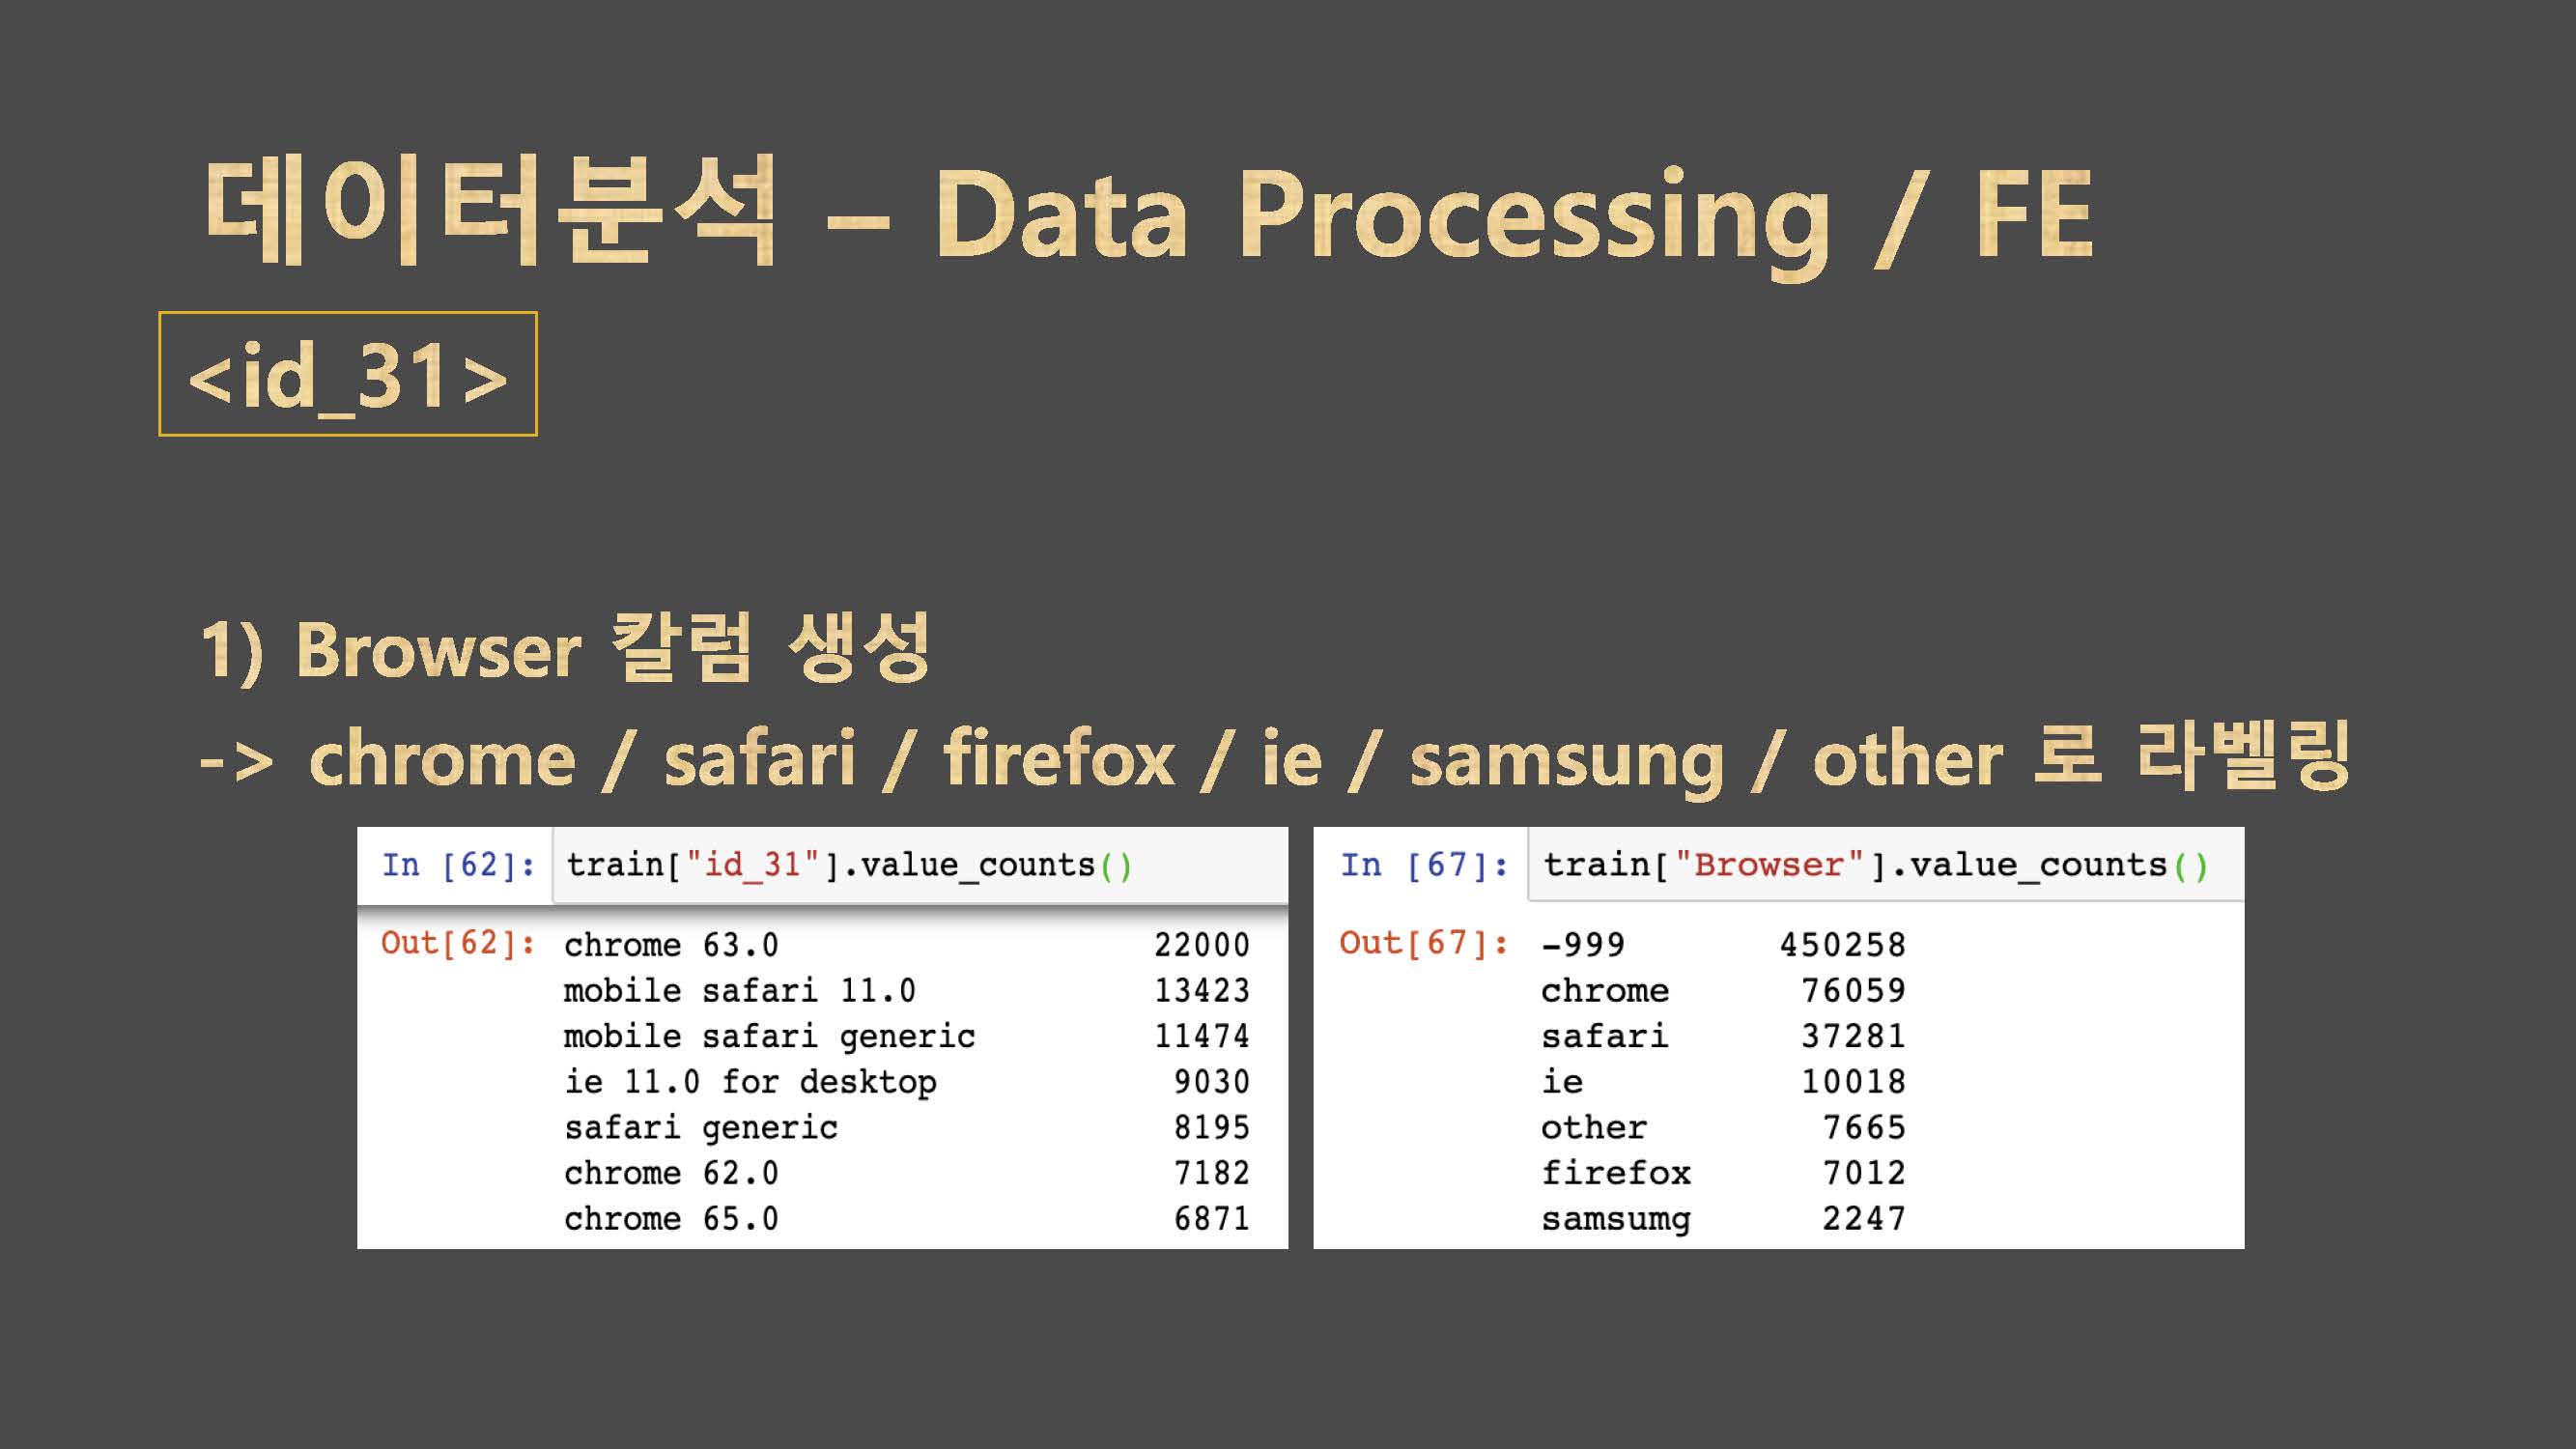 데이터분석 – Data Processing / FE
<id_31>
1) Browser 칼럼 생성
-> chrome / safari / firefox / ie / samsung / other 로 라벨링
In [62]: train["id_31"].value_counts()
Out[62]: chrome 63.0 22000
mobile safari 11.0 13423
mobile safari generic 11474
ie 11.0 for desktop 9030
safari generic 8195
chrome 62.0 7182
chrome 65.0 6871
In [67]: train["Browser"].value_counts()
Out[67]: -999 450258
chrome 76059
safari 37281
ie 10018
other 7665
firefox 7012
samsumg 2247